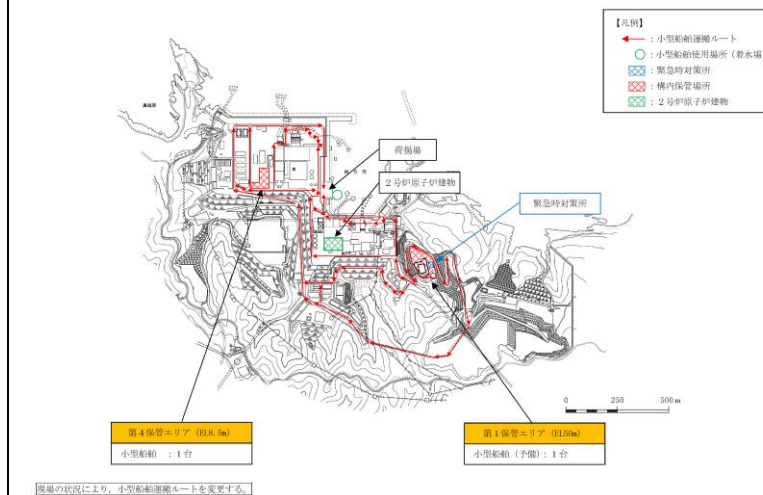 【凡例】
：小型船舶運搬ルート
：小型船舶使用場所（着水場
：緊急時対策所
：構内保管場所
：２号炉原子炉建物
荷揚場
２号炉原子炉建物
緊急時対策所
0 250 500m
第４保管エリア（EL8.5m）
小型船舶 ：１台
第１保管エリア（EL50m）
小型船舶（予備）：１台
現場の状況により，小型船舶運搬ルートを変更する。